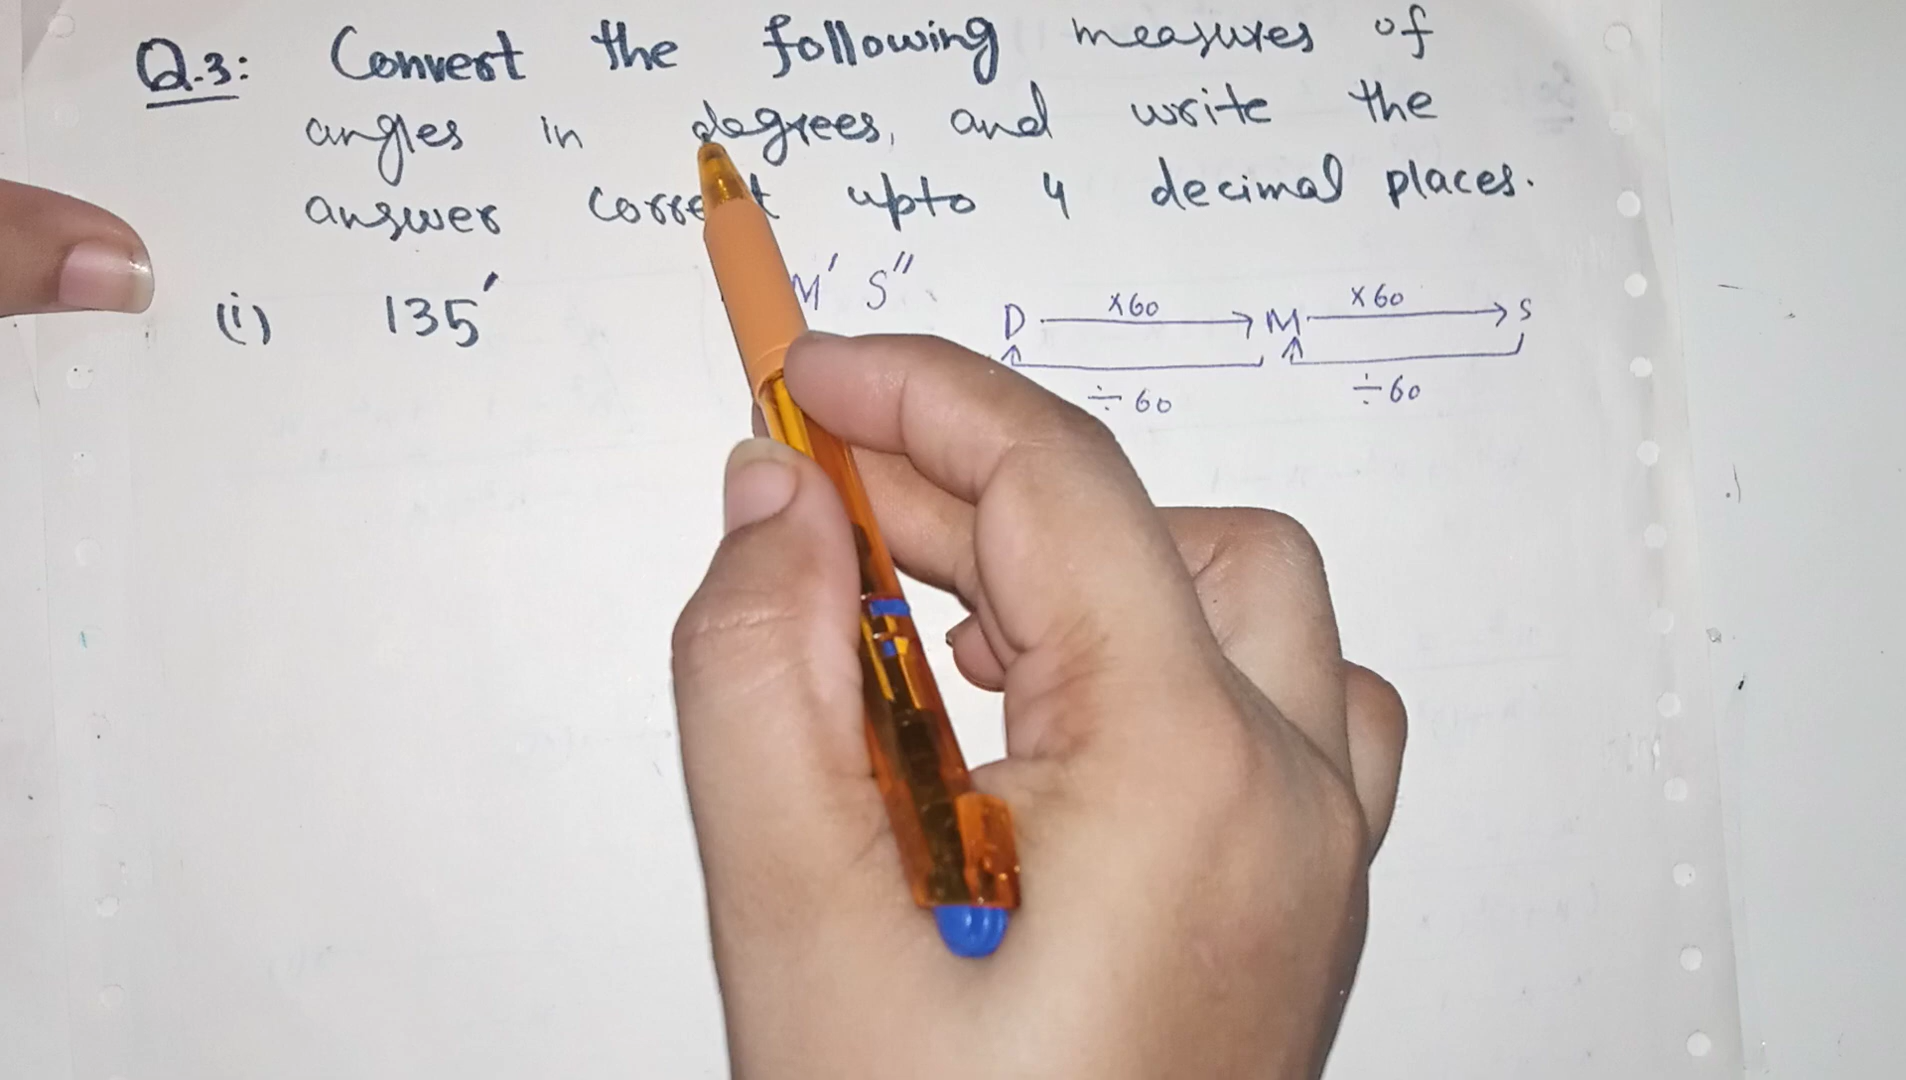 Q.3: Convert the following measures of
angles in degrees, and write the
answer correct upto 4 decimal places.
(i) 135′ M′ S″
D ×60 M ×60 S
÷60 ÷60